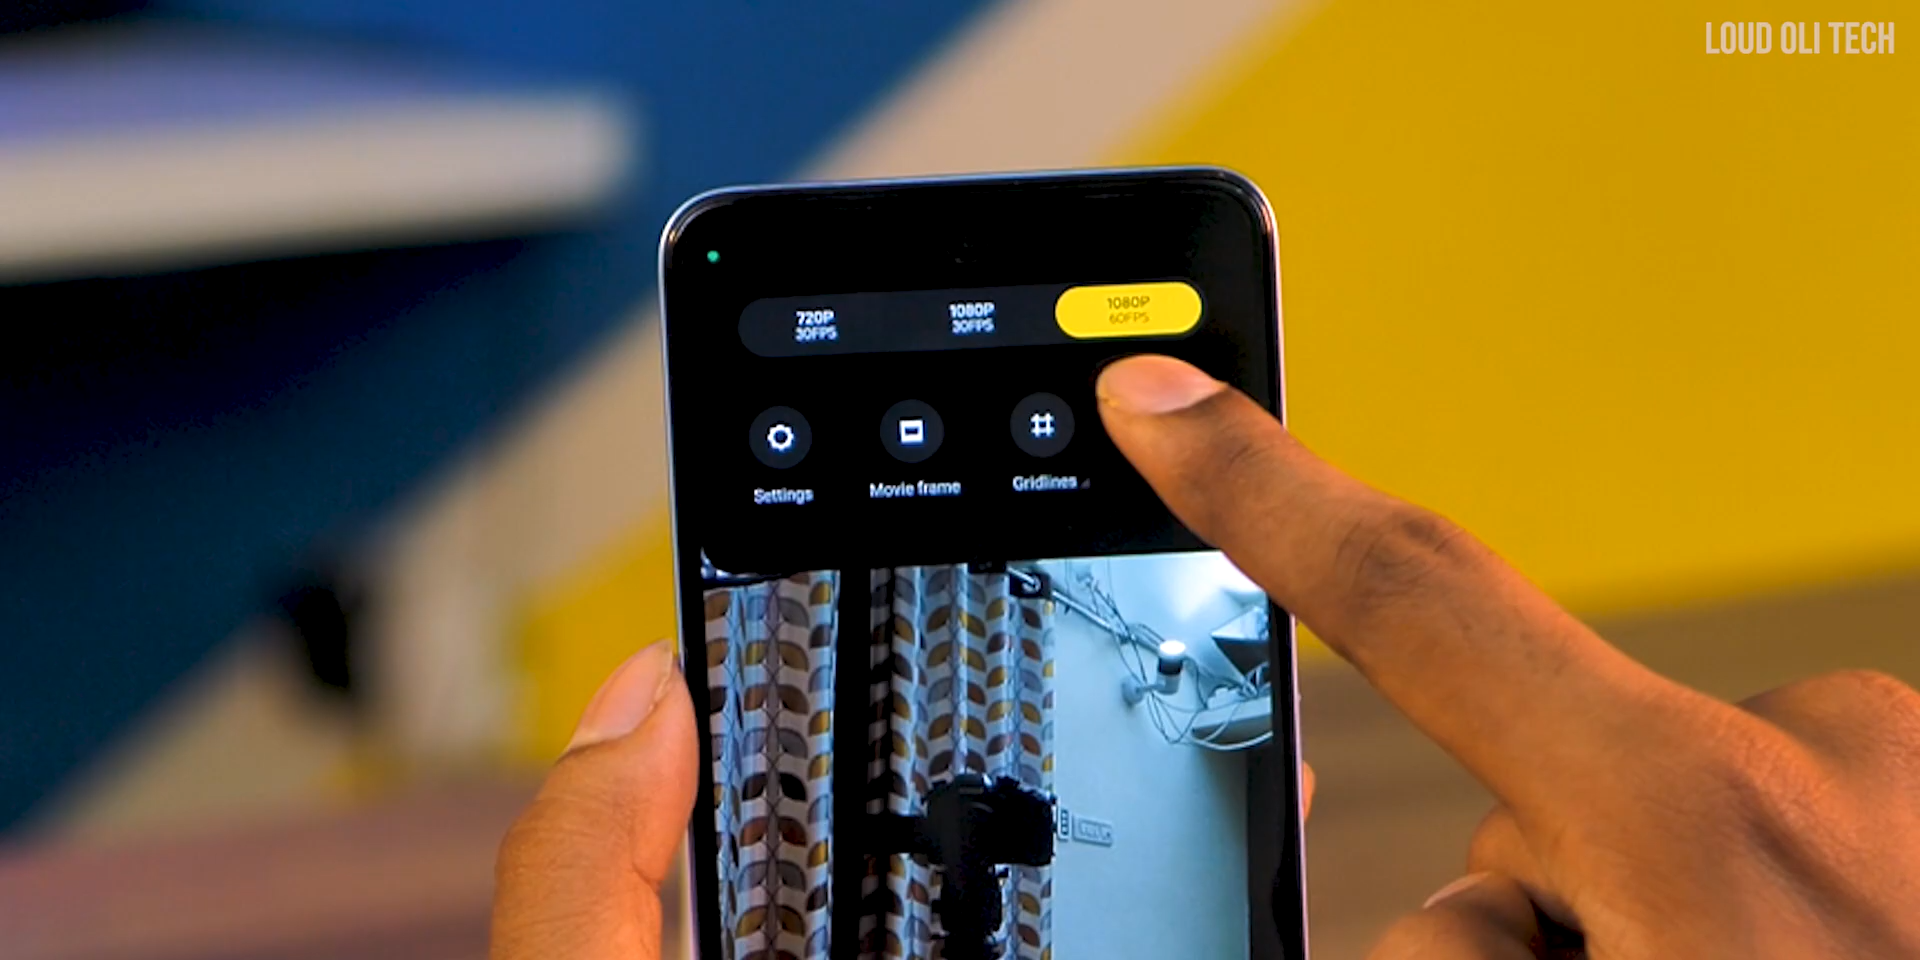 LOUD OLI TECH
720P
30FPS
1080P
30FPS
1080P
60FPS
Settings
Movie frame
Gridlines